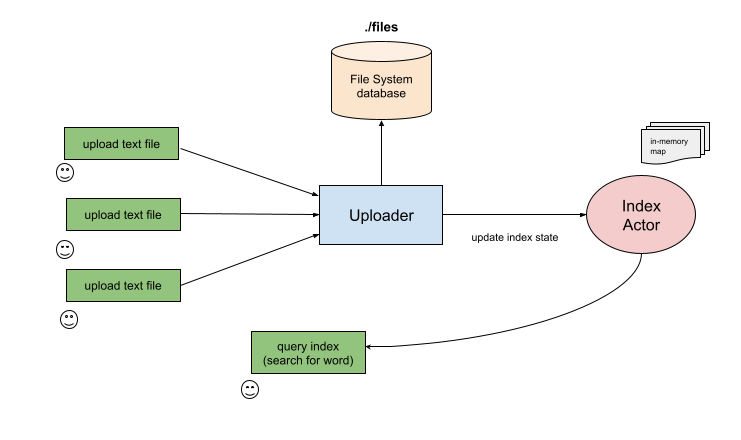 ./files
File System
database
in-memory
map
upload text file
upload text file
Uploader
Index
Actor
update index state
upload text file
query index
(search for word)